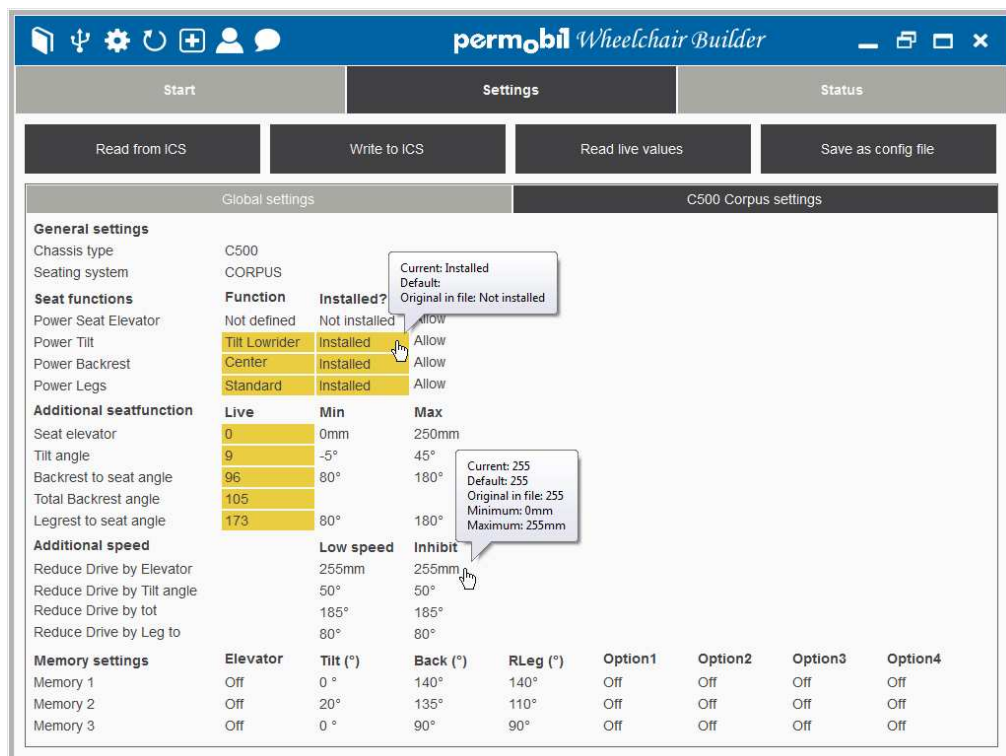 permobil Wheelchair Builder
Start Settings Status
Read from ICS Write to ICS Read live values Save as config file
Global settings C500 Corpus settings
General settings
Chassis type C500
Seating system CORPUS
Current: Installed
Default:
Original in file: Not installed
Seat functions Function Installed?
Power Seat Elevator Not defined Not installed Allow
Power Tilt Tilt Lowrider Installed Allow
Power Backrest Center Installed Allow
Power Legs Standard Installed Allow
Additional seatfunction Live Min Max
Seat elevator 0 0mm 250mm
Tilt angle 9 -5° 45°
Backrest to seat angle 96 80° 180°
Total Backrest angle 105
Legrest to seat angle 173 80° 180°
Current: 255
Default: 255
Original in file: 255
Minimum: 0mm
Maximum: 255mm
Additional speed Low speed Inhibit
Reduce Drive by Elevator 255mm 255mm
Reduce Drive by Tilt angle 50° 50°
Reduce Drive by tot 185° 185°
Reduce Drive by Leg to 80° 80°
Memory settings Elevator Tilt (°) Back (°) RLeg (°) Option1 Option2 Option3 Option4
Memory 1 Off 0 ° 140° 140° Off Off Off Off
Memory 2 Off 20° 135° 110° Off Off Off Off
Memory 3 Off 0 ° 90° 90° Off Off Off Off